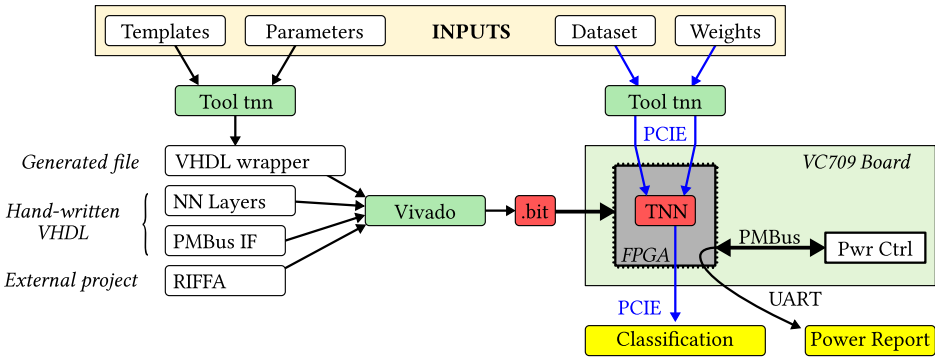 Templates Parameters INPUTS Dataset Weights
Tool tnn Tool tnn
PCIE
Generated file VHDL wrapper VC709 Board
Hand-written
VHDL
NN Layers
Vivado .bit TNN
PMBus IF
FPGA PMBus Pwr Ctrl
External project RIFFA
PCIE UART
Classification Power Report